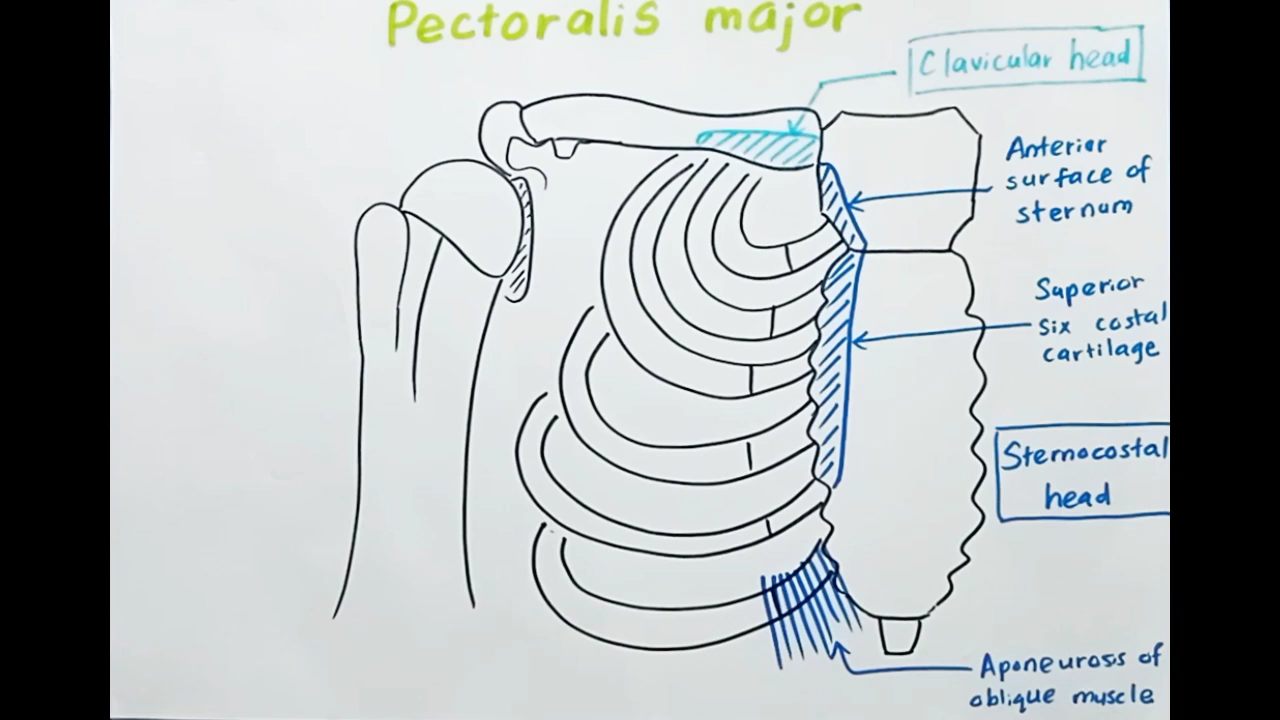 Pectoralis major
Clavicular head
Anterior
surface of
sternum
Superior
six costal
cartilage
Sternocostal
head
Aponeurosis of
oblique muscle